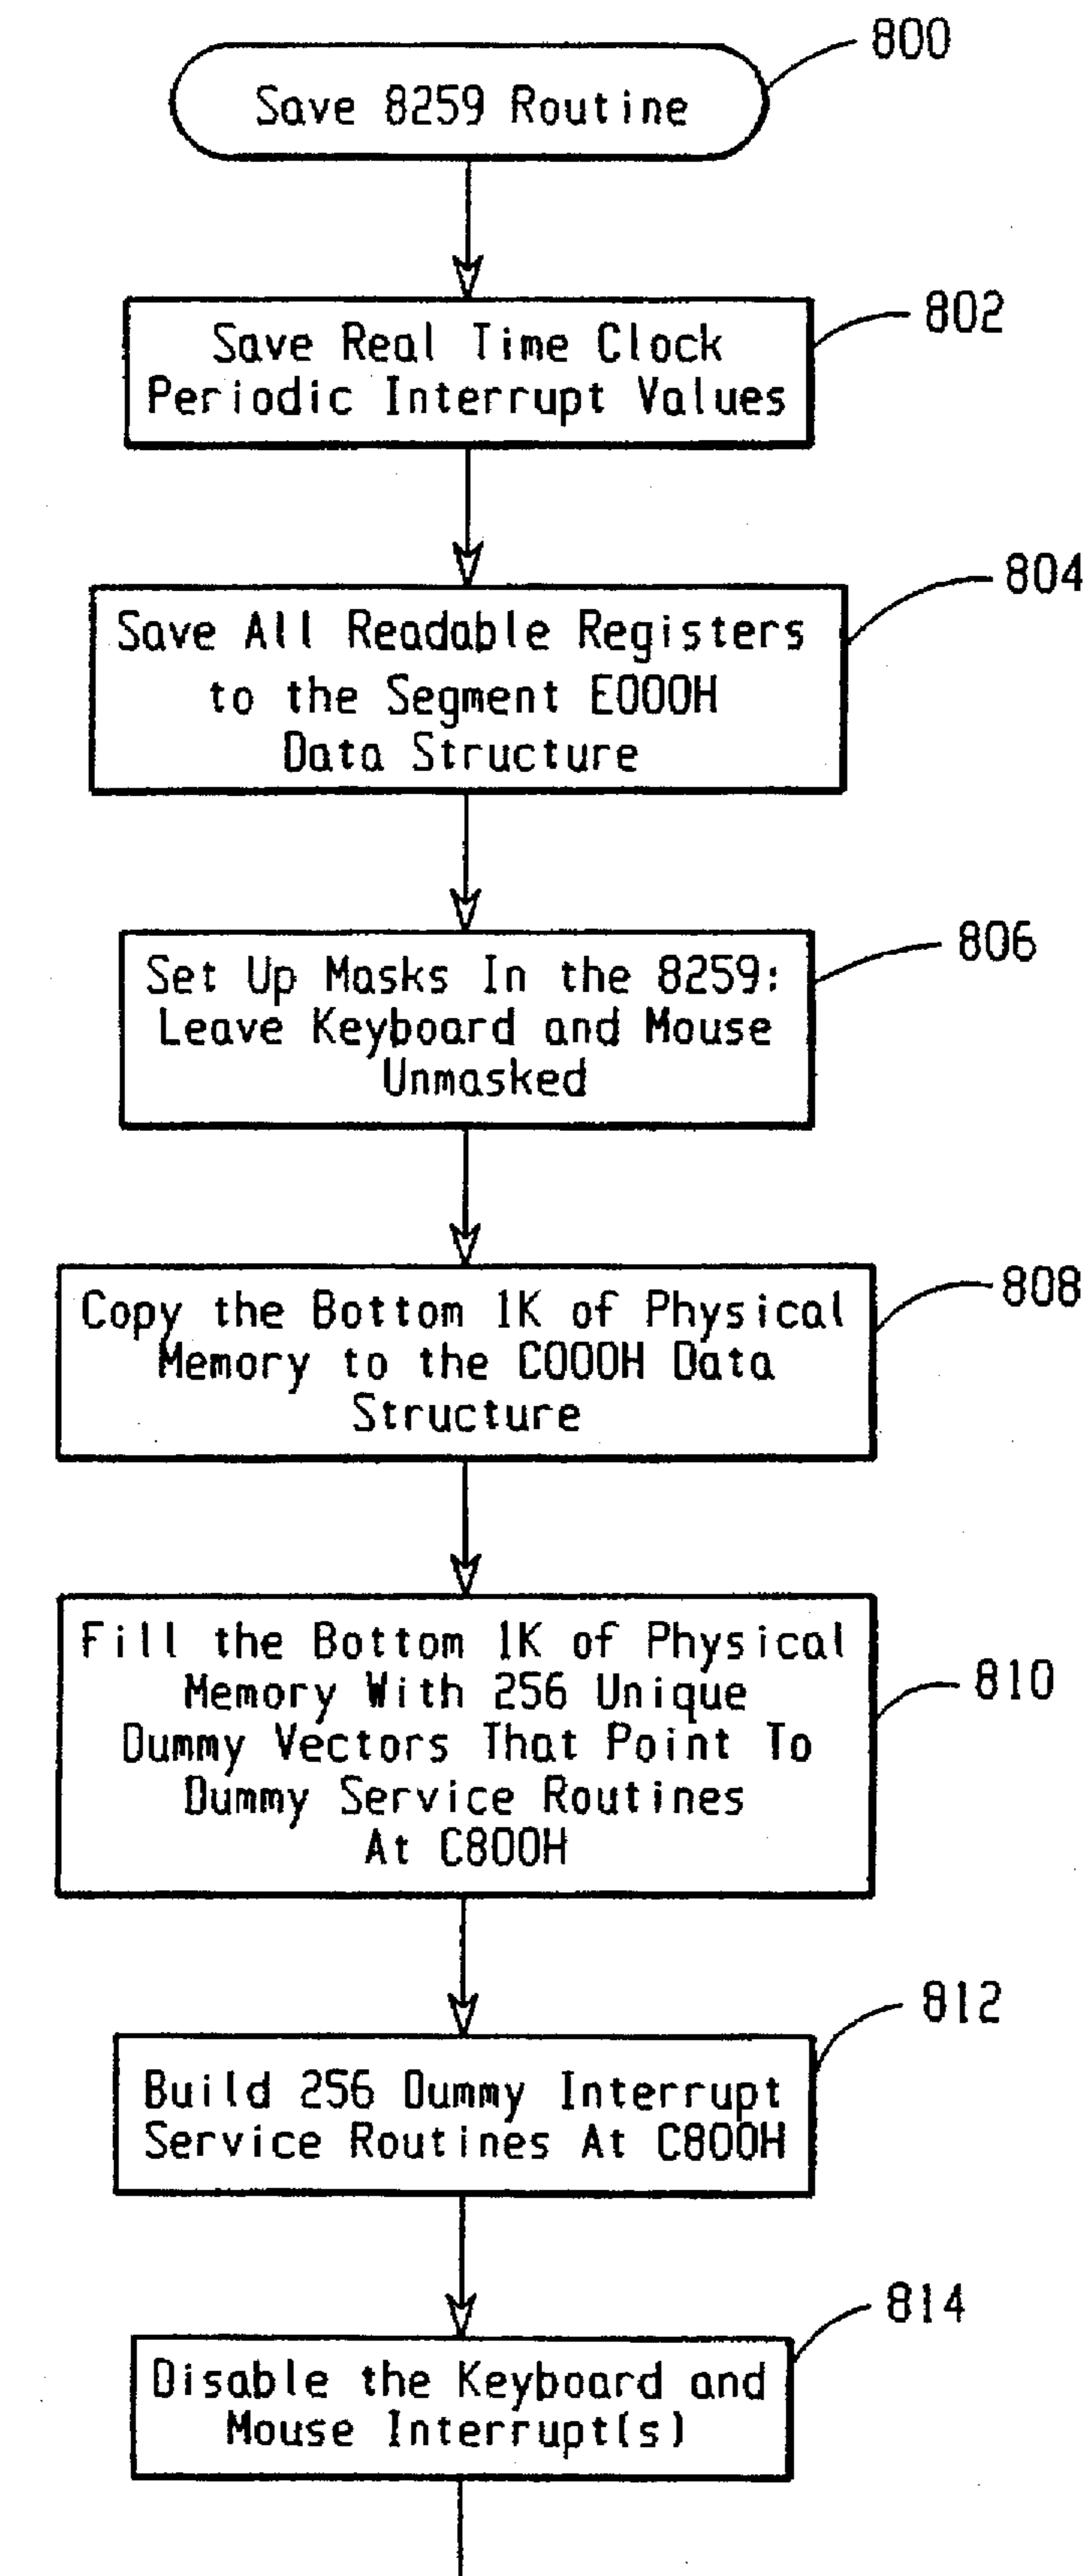 800
Save 8259 Routine
802
Save Real Time Clock
Periodic Interrupt Values
804
Save All Readable Registers
to the Segment E000H
Data Structure
806
Set Up Masks In the 8259:
Leave Keyboard and Mouse
Unmasked
808
Copy the Bottom 1K of Physical
Memory to the C000H Data
Structure
810
Fill the Bottom 1K of Physical
Memory With 256 Unique
Dummy Vectors That Point To
Dummy Service Routines
At C800H
812
Build 256 Dummy Interrupt
Service Routines At C800H
814
Disable the Keyboard and
Mouse Interrupt(s)